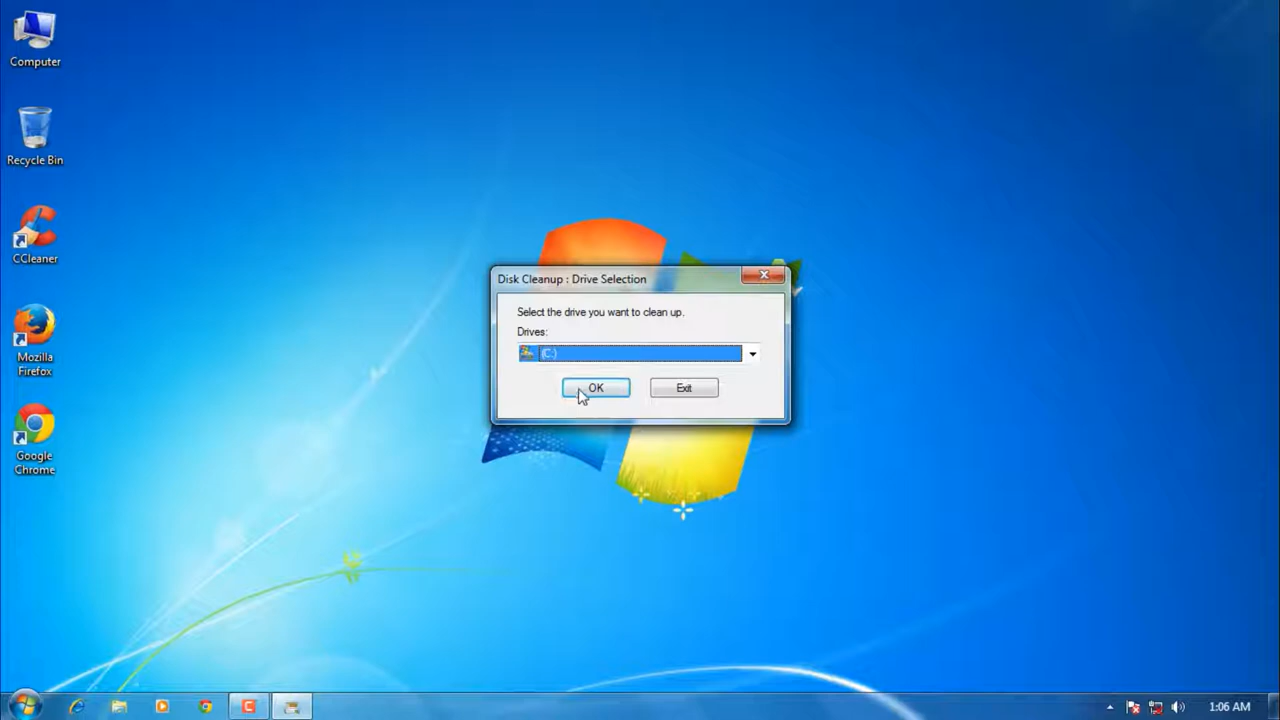 Computer
Recycle Bin
CCleaner
Mozilla
Firefox
Google
Chrome
Disk Cleanup : Drive Selection
Select the drive you want to clean up.
Drives:
(C:)
OK
Exit
1:06 AM